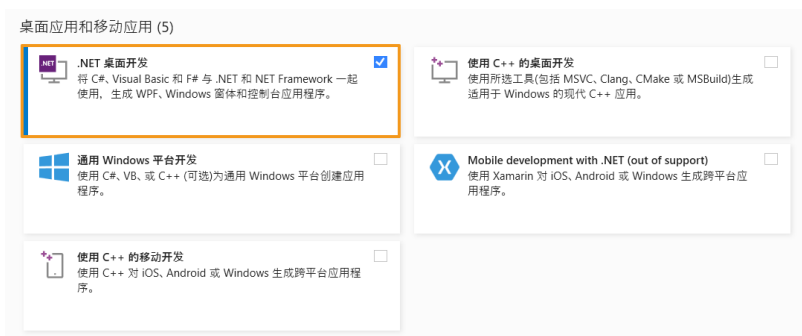 桌面应用和移动应用 (5)
.NET 桌面开发
将 C#、Visual Basic 和 F# 与 .NET 和 NET Framework 一起
使用，生成 WPF、Windows 窗体和控制台应用程序。
使用 C++ 的桌面开发
使用所选工具(包括 MSVC、Clang、CMake 或 MSBuild)生成
适用于 Windows 的现代 C++ 应用。
通用 Windows 平台开发
使用 C#、VB、或 C++ (可选)为通用 Windows 平台创建应用
程序。
Mobile development with .NET (out of support)
使用 Xamarin 对 iOS、Android 或 Windows 生成跨平台应
用程序。
使用 C++ 的移动开发
使用 C++ 对 iOS、Android 或 Windows 生成跨平台应用程
序。